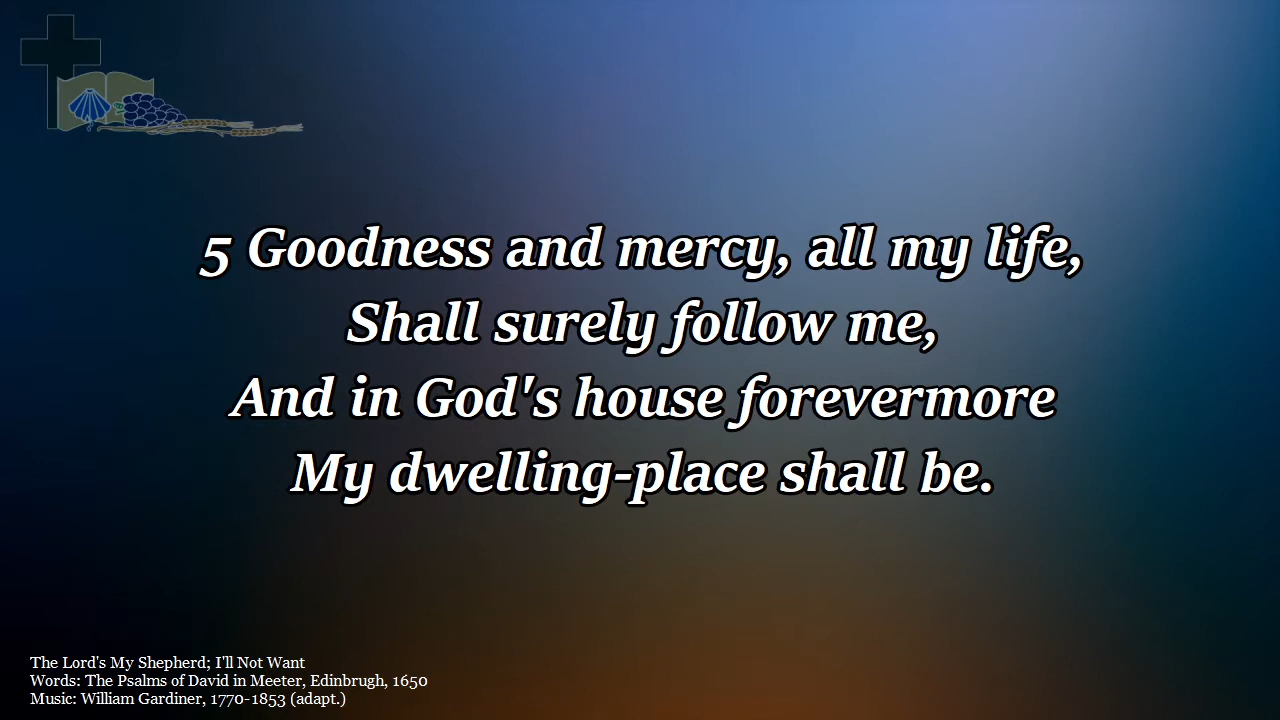 5 Goodness and mercy, all my life,
Shall surely follow me,
And in God's house forevermore
My dwelling-place shall be.
The Lord's My Shepherd; I'll Not Want
Words: The Psalms of David in Meeter, Edinbrugh, 1650
Music: William Gardiner, 1770-1853 (adapt.)